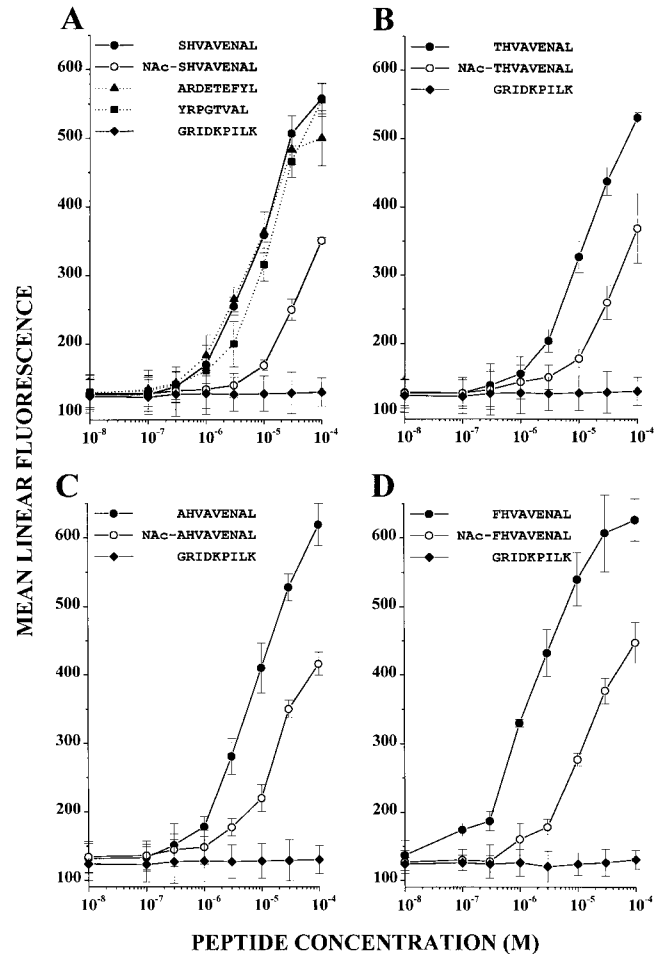 MEAN LINEAR FLUORESCENCE
A
SHVAVENAL
NAc-SHVAVENAL
ARDETEFYL
YRPGTVAL
GRIDKPILK
600
500
400
300
200
100
10-8
10-7
10-6
10-5
10-4
B
THVAVENAL
NAc-THVAVENAL
GRIDKPILK
600
500
400
300
200
100
10-8
10-7
10-6
10-5
10-4
C
AHVAVENAL
NAc-AHVAVENAL
GRIDKPILK
600
500
400
300
200
100
10-8
10-7
10-6
10-5
10-4
D
FHVAVENAL
NAc-FHVAVENAL
GRIDKPILK
600
500
400
300
200
100
10-8
10-7
10-6
10-5
10-4
PEPTIDE CONCENTRATION (M)